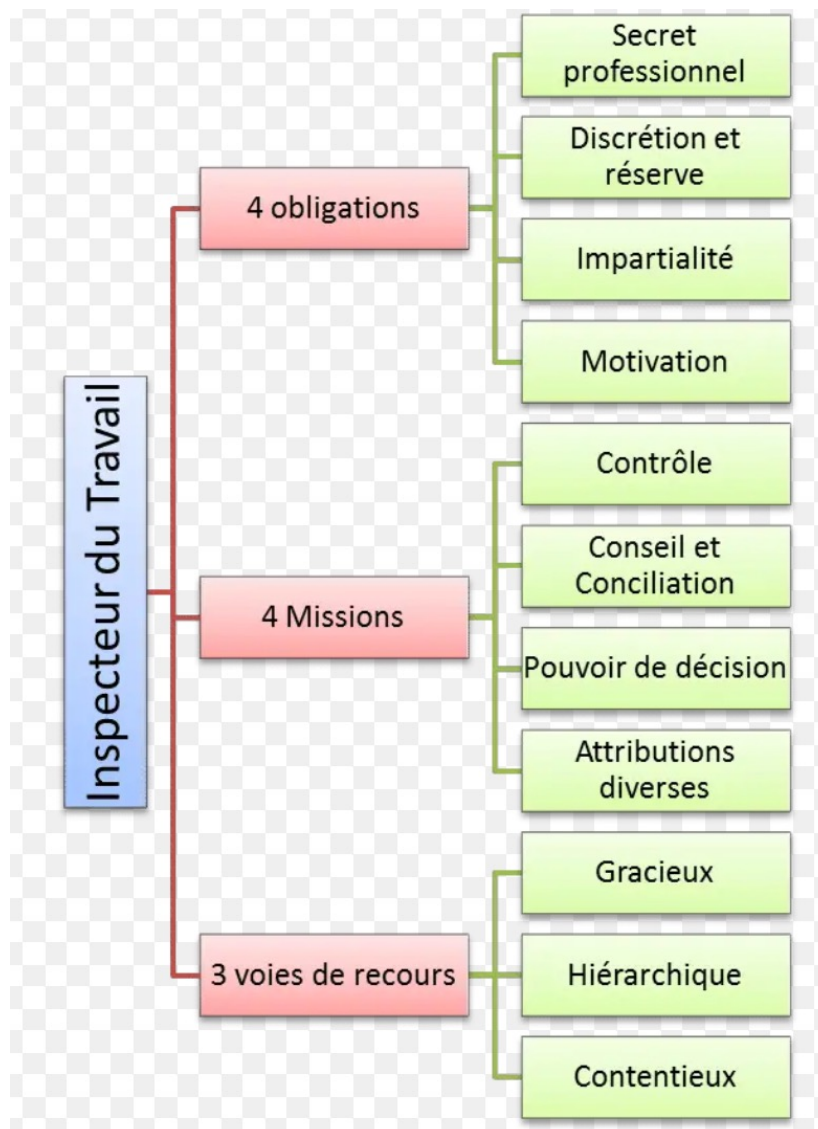 Inspecteur du Travail
4 obligations
Secret
professionnel
Discrétion et
réserve
Impartialité
Motivation
4 Missions
Contrôle
Conseil et
Conciliation
Pouvoir de décision
Attributions
diverses
3 voies de recours
Gracieux
Hiérarchique
Contentieux